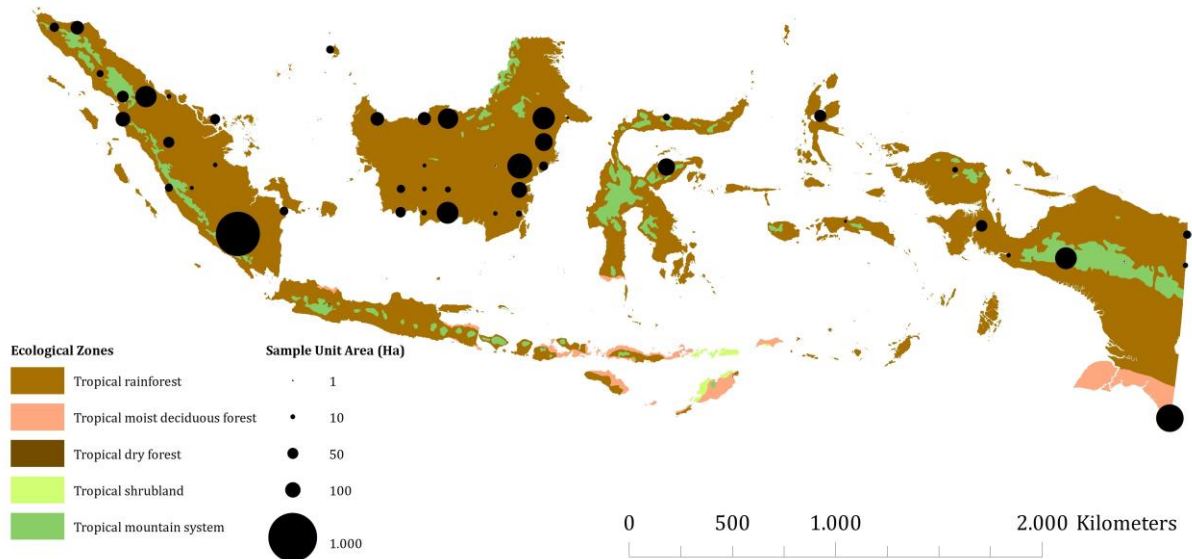 Ecological Zones
Tropical rainforest
Tropical moist deciduous forest
Tropical dry forest
Tropical shrubland
Tropical mountain system
Sample Unit Area (Ha)
1
10
50
100
1.000
0 500 1.000 2.000 Kilometers